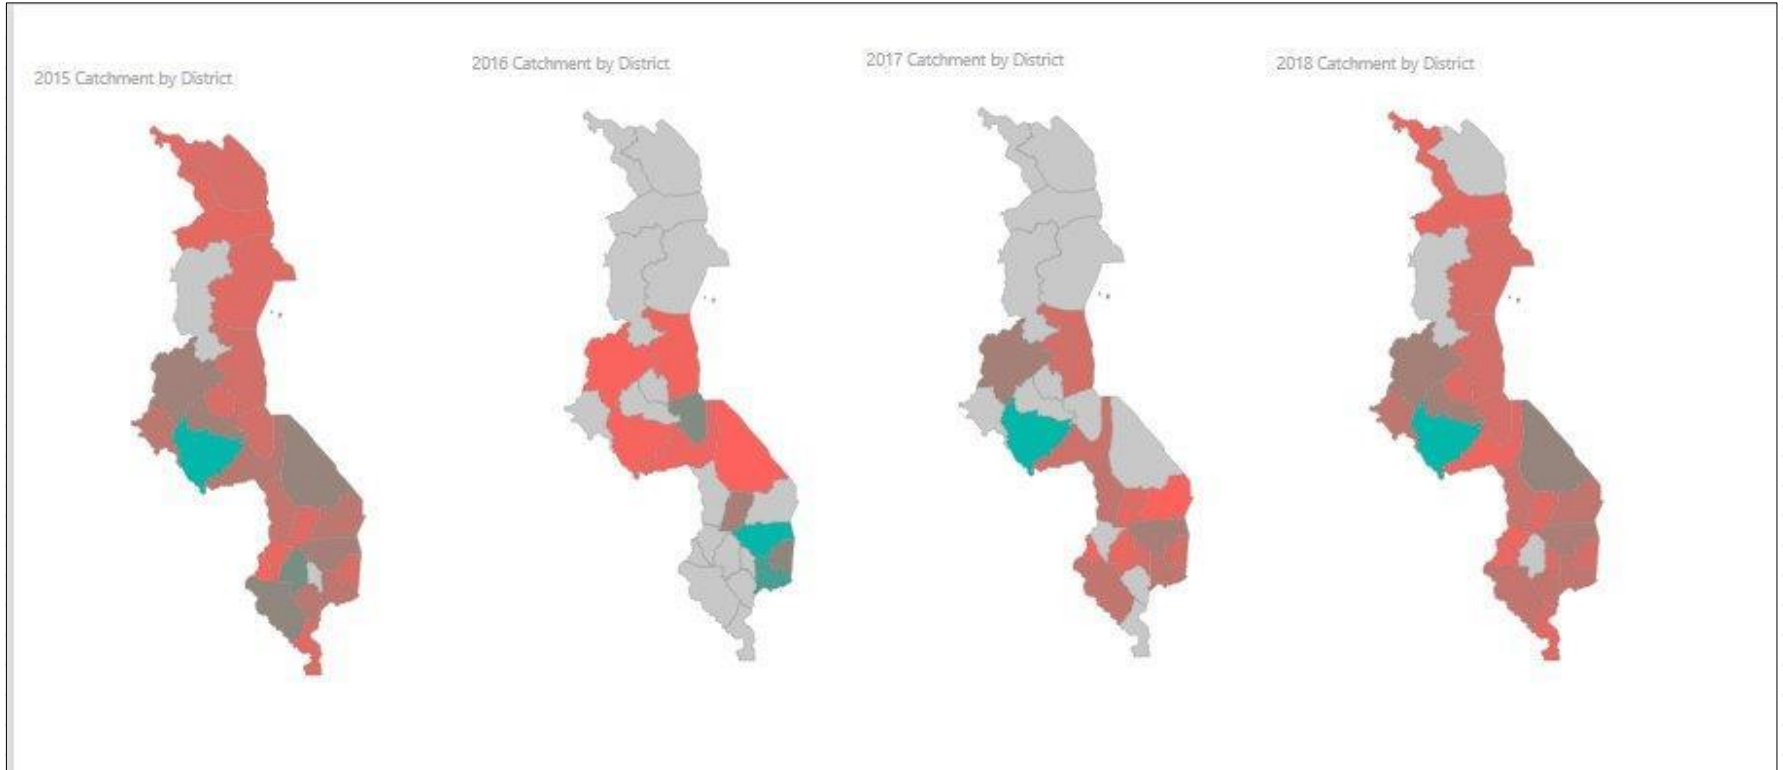 2015 Catchment by District
2016 Catchment by District
2017 Catchment by District
2018 Catchment by District